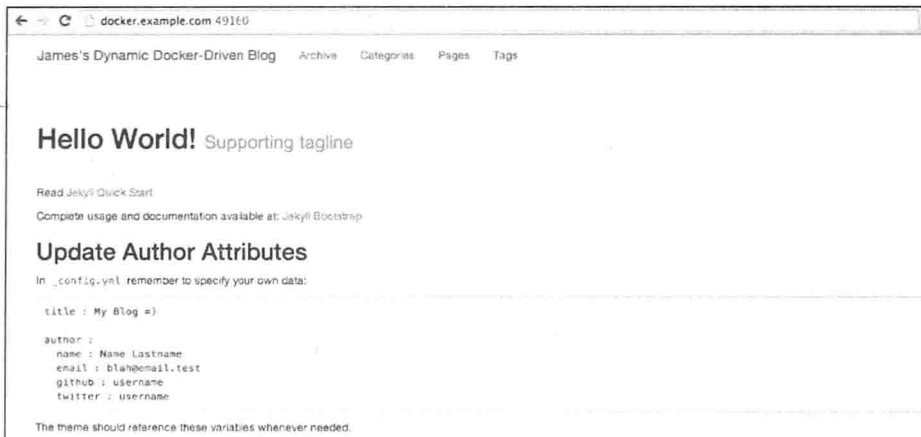 docker.example.com 49160
James's Dynamic Docker-Driven Blog Archive Categories Pages Tags
Hello World! Supporting tagline
Read Jekyll Quick Start
Complete usage and documentation available at: Jekyll Bootstrap
Update Author Attributes
In _config.yml remember to specify your own data:
title : My Blog =)
author :
name : Name Lastname
email : blah@email.test
github : username
twitter : username
The theme should reference these variables whenever needed.